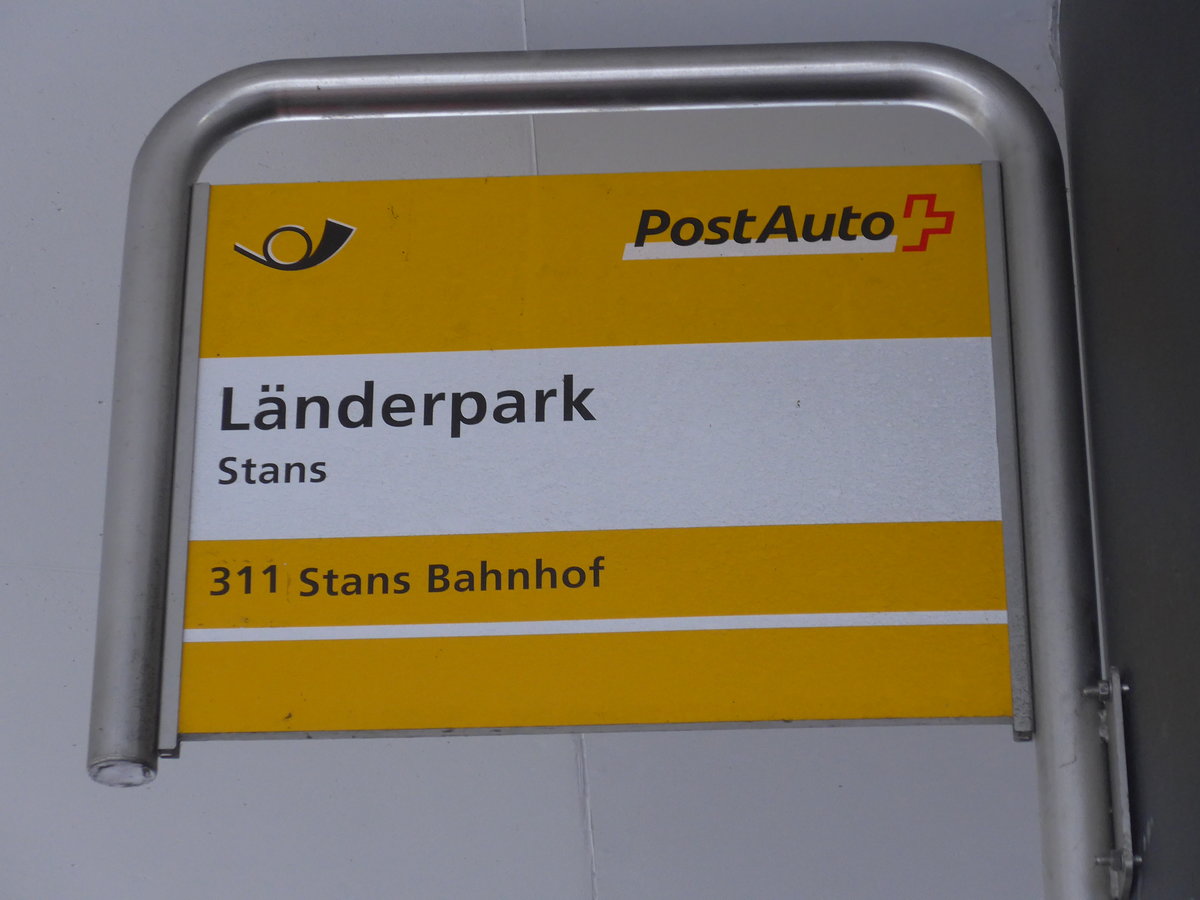 PostAuto
Länderpark
Stans
311 Stans Bahnhof